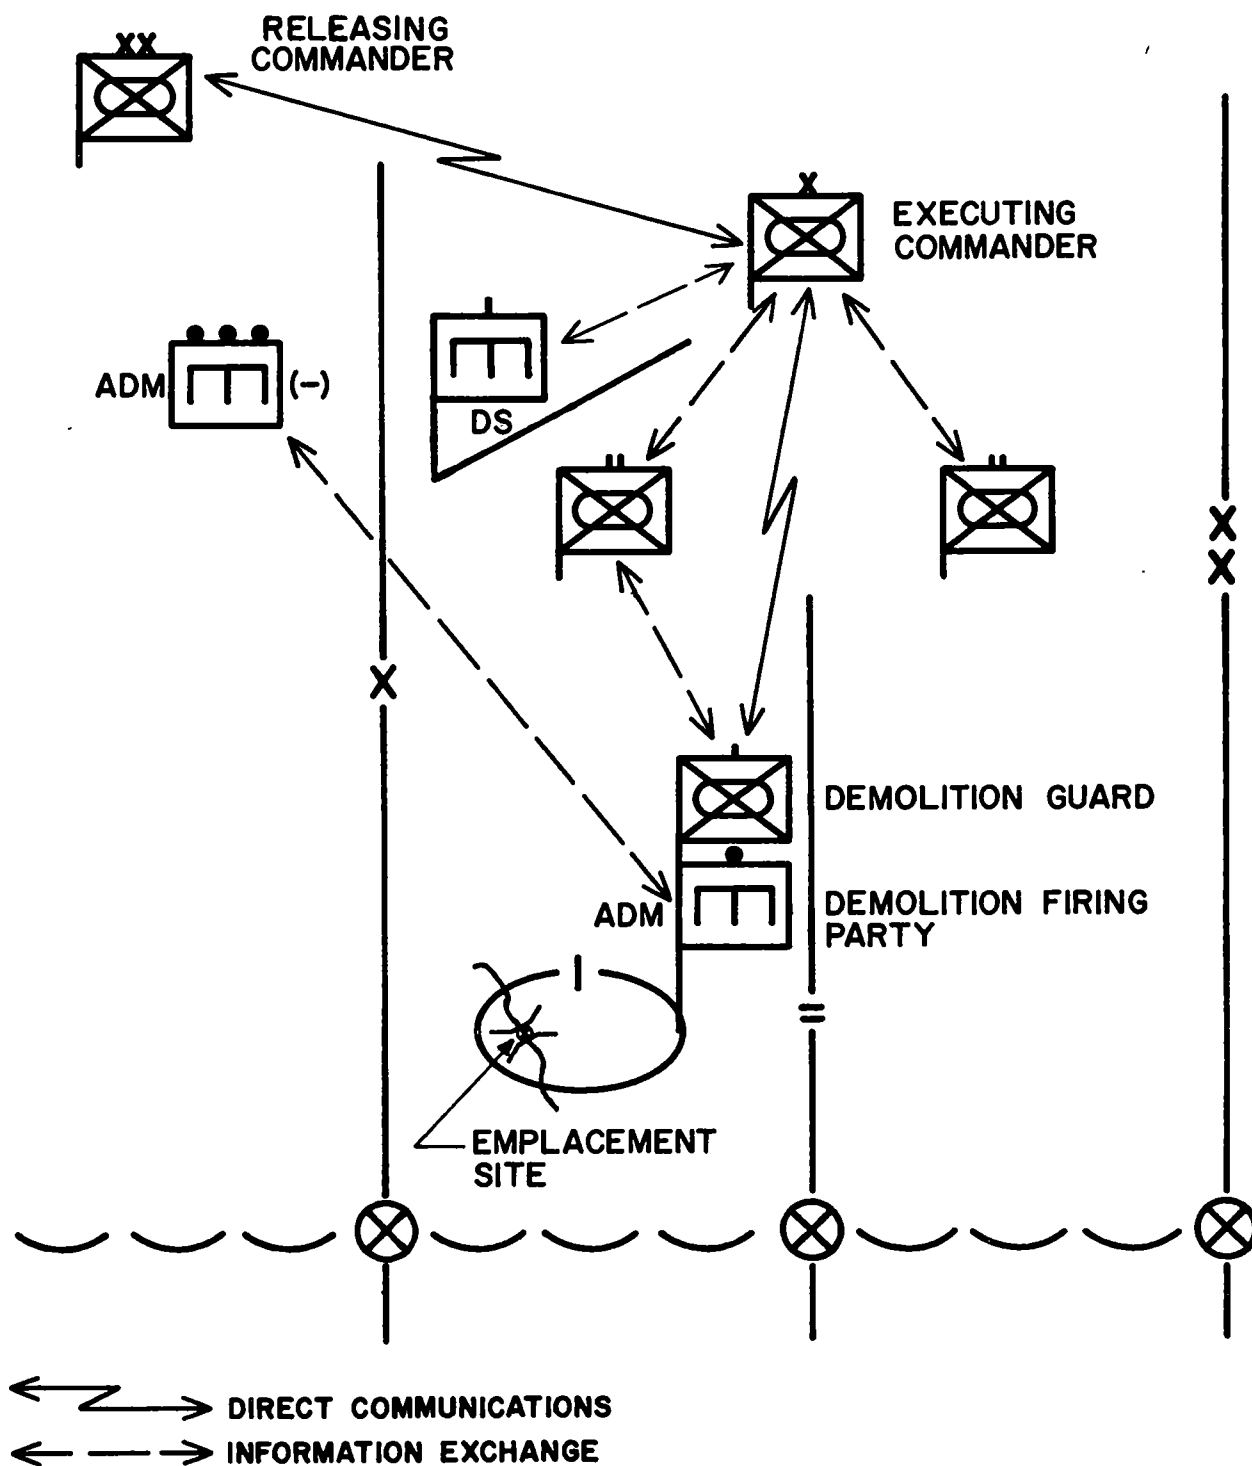 XX
RELEASING
COMMANDER
X
EXECUTING
COMMANDER
ADM
(-)
DS
X
X
X
X
DEMOLITION GUARD
ADM
DEMOLITION FIRING
PARTY
EMPLACEMENT
SITE
DIRECT COMMUNICATIONS
INFORMATION EXCHANGE